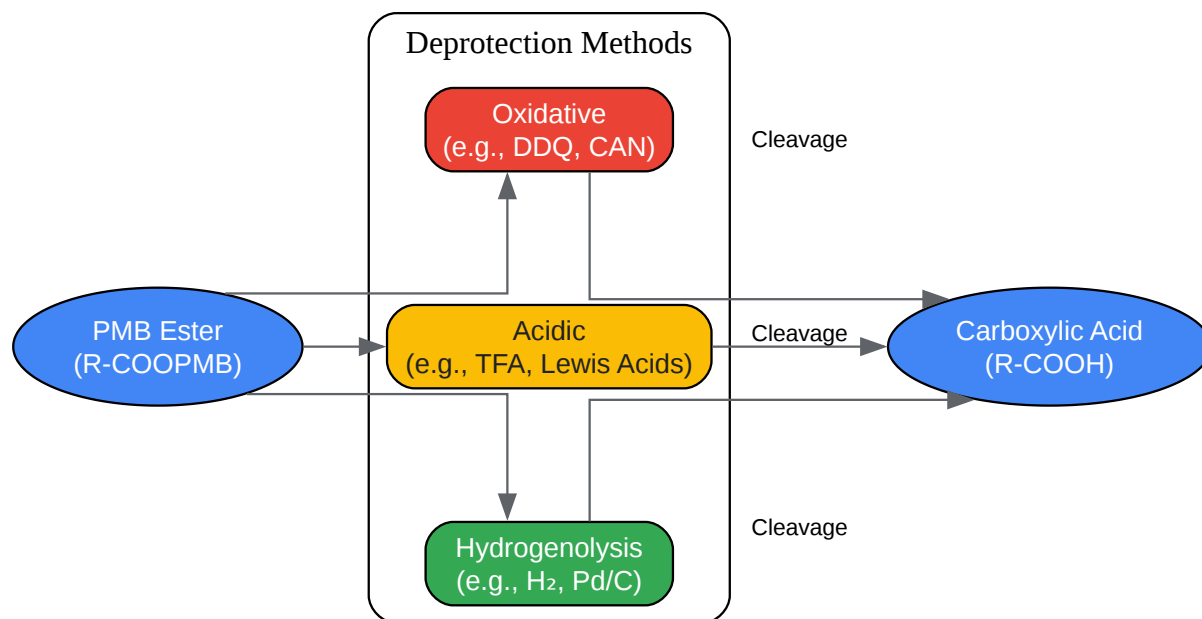 Deprotection Methods
Oxidative
(e.g., DDQ, CAN)
Cleavage
PMB Ester
(R-COOPMB)
Acidic
(e.g., TFA, Lewis Acids)
Cleavage
Carboxylic Acid
(R-COOH)
Hydrogenolysis
(e.g., H₂, Pd/C)
Cleavage